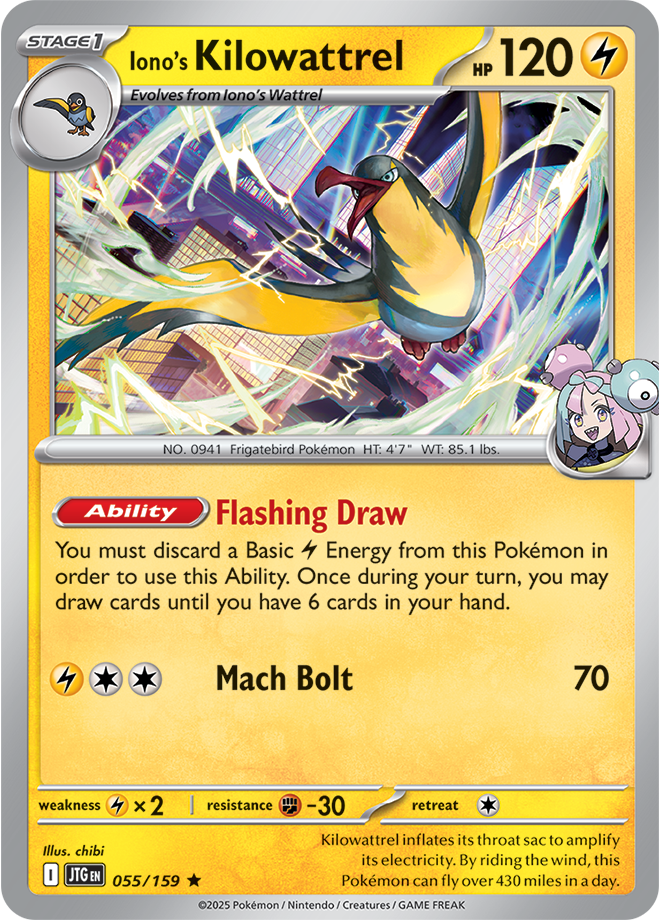 STAGE1
Iono's Kilowattrel
HP 120
Evolves from Iono's Wattrel
NO. 0941 Frigatebird Pokémon HT: 4'7" WT: 85.1 lbs.
Ability Flashing Draw
You must discard a Basic Energy from this Pokémon in
order to use this Ability. Once during your turn, you may
draw cards until you have 6 cards in your hand.
Mach Bolt 70
weakness ×2 resistance -30 retreat
Illus. chibi
I JTG EN 055/159 ★
Kilowattrel inflates its throat sac to amplify
its electricity. By riding the wind, this
Pokémon can fly over 430 miles in a day.
©2025 Pokémon / Nintendo / Creatures / GAME FREAK